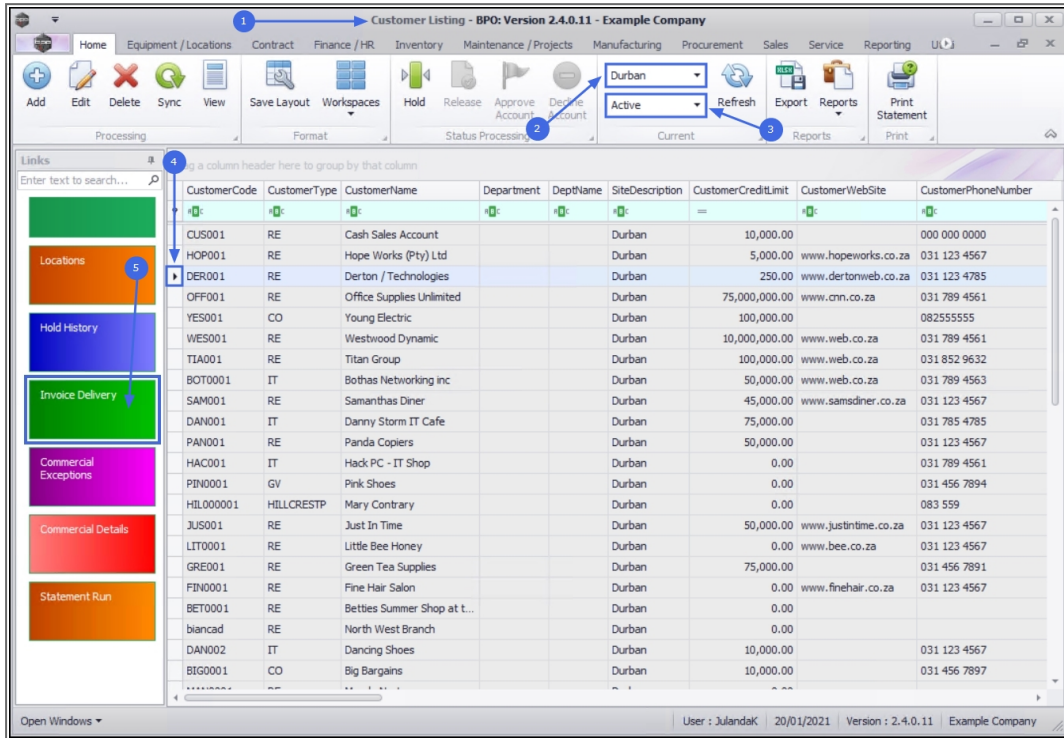 1
Customer Listing - BPO: Version 2.4.0.11 - Example Company
Home Equipment / Locations Contract Finance / HR Inventory Maintenance / Projects Manufacturing Procurement Sales Service Reporting
Add Edit Delete Sync View Save Layout Workspaces Hold Release Approve Account Decline Account Durban Active Refresh Export Reports Print Statement
2 3
Processing Format Status Processing Current Reports Print
Links
4
g a column header here to group by that column
Enter text to search...
CustomerCode CustomerType CustomerName Department DeptName SiteDescription CustomerCreditLimit CustomerWebSite CustomerPhoneNumber
CUS001 RE Cash Sales Account Durban 10,000.00 000 000 0000
HOP001 RE Hope Works (Pty) Ltd Durban 5,000.00 www.hopeworks.co.za 031 123 4567
DER001 RE Derton / Technologies Durban 250.00 www.dertonweb.co.za 031 123 4785
OFF001 RE Office Supplies Unlimited Durban 75,000,000.00 www.cnn.co.za 031 789 4561
YES001 CO Young Electric Durban 100,000.00 082555555
WES001 RE Westwood Dynamic Durban 10,000,000.00 www.web.co.za 031 789 4561
TIA001 RE Titan Group Durban 100,000.00 www.web.co.za 031 852 9632
BOT0001 IT Bothas Networking inc Durban 50,000.00 www.web.co.za 031 789 4563
SAM001 RE Samanthas Diner Durban 45,000.00 www.samsdiner.co.za 031 123 4567
DAN001 IT Danny Storm IT Cafe Durban 75,000.00 031 785 4785
PAN001 RE Panda Copiers Durban 50,000.00 031 123 4567
HAC001 IT Hack PC - IT Shop Durban 0.00 031 789 4561
PIN0001 GV Pink Shoes Durban 0.00 031 456 7894
HIL000001 HILLCRESTP Mary Contrary Durban 0.00 083 559
JUS001 RE Just In Time Durban 50,000.00 www.justintime.co.za 031 123 4567
LIT0001 RE Little Bee Honey Durban 0.00 www.bee.co.za 031 123 4567
GRE001 RE Green Tea Supplies Durban 75,000.00 031 456 7891
FIN0001 RE Fine Hair Salon Durban 0.00 www.finehair.co.za 031 123 4567
BET0001 RE Betties Summer Shop at t... Durban 0.00
biancad RE North West Branch Durban 0.00
DAN002 IT Dancing Shoes Durban 10,000.00 031 123 4567
BIG0001 CO Big Bargains Durban 10,000.00 031 456 7897
Locations
5
Hold History
Invoice Delivery
Commercial Exceptions
Commercial Details
Statement Run
Open Windows User : JulandaK 20/01/2021 Version : 2.4.0.11 Example Company